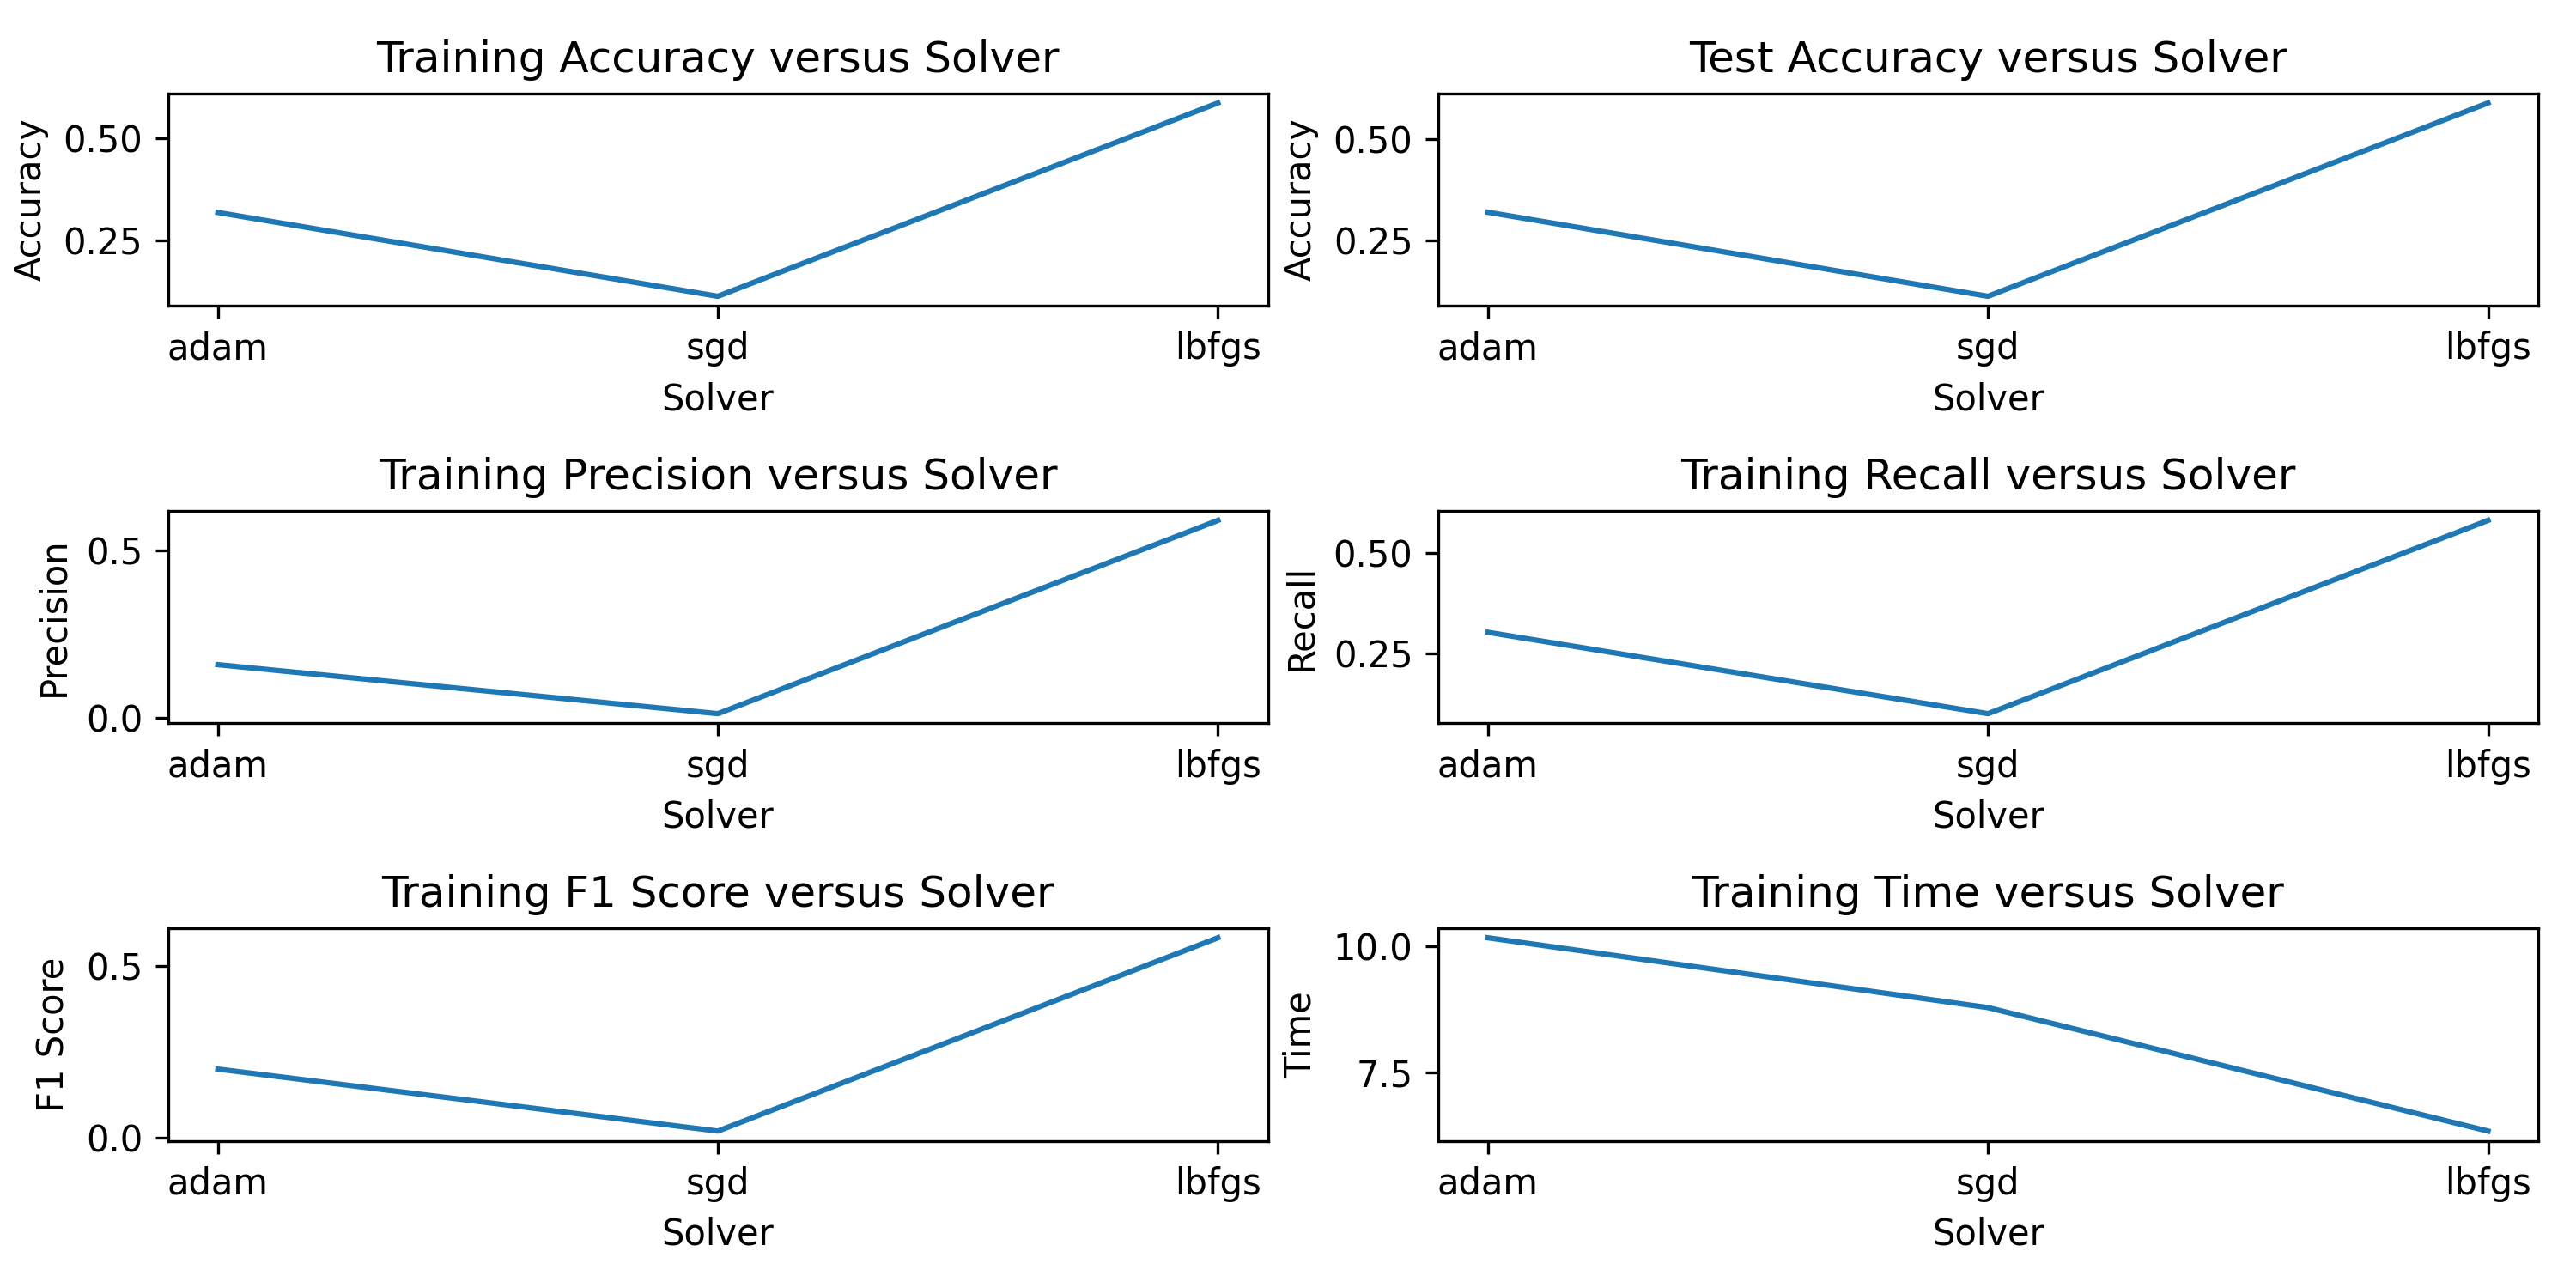 Training Accuracy versus Solver
Accuracy
0.50
0.25
adam sgd lbfgs
Solver
Test Accuracy versus Solver
Accuracy
0.50
0.25
adam sgd lbfgs
Solver
Training Precision versus Solver
Precision
0.5
0.0
adam sgd lbfgs
Solver
Training Recall versus Solver
Recall
0.50
0.25
adam sgd lbfgs
Solver
Training F1 Score versus Solver
F1 Score
0.5
0.0
adam sgd lbfgs
Solver
Training Time versus Solver
Time
10.0
7.5
adam sgd lbfgs
Solver